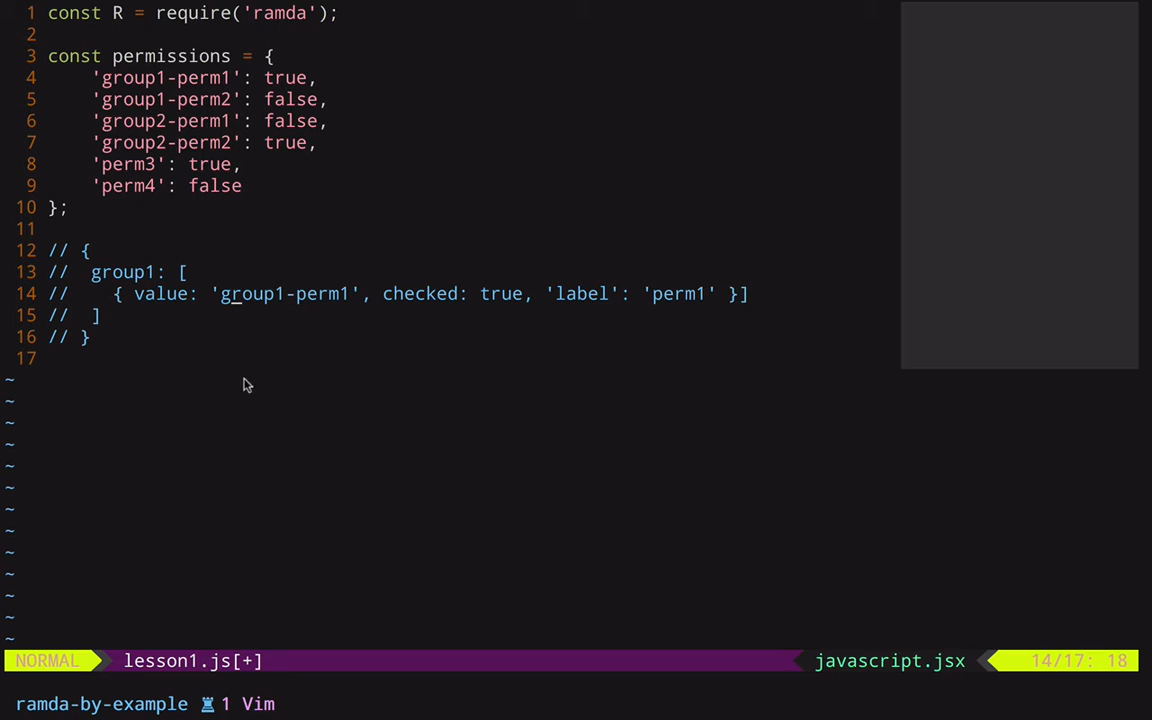 1 const R = require('ramda');
2
3 const permissions = {
4     'group1-perm1': true,
5     'group1-perm2': false,
6     'group2-perm1': false,
7     'group2-perm2': true,
8     'perm3': true,
9     'perm4': false
10 };
11
12 // {
13 //  group1: [
14 //    { value: 'group1-perm1', checked: true, 'label': 'perm1' }]
15 //  ]
16 // }
17
~
~
~
~
~
~
~
~
~
~
~
~
~
NORMAL lesson1.js[+] javascript.jsx 14/17: 18
ramda-by-example 1 Vim